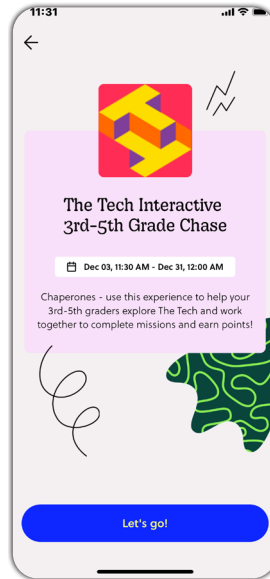 11:31
The Tech Interactive
3rd-5th Grade Chase
Dec 03, 11:30 AM - Dec 31, 12:00 AM
Chaperones - use this experience to help your
3rd-5th graders explore The Tech and work
together to complete missions and earn points!
Let's go!